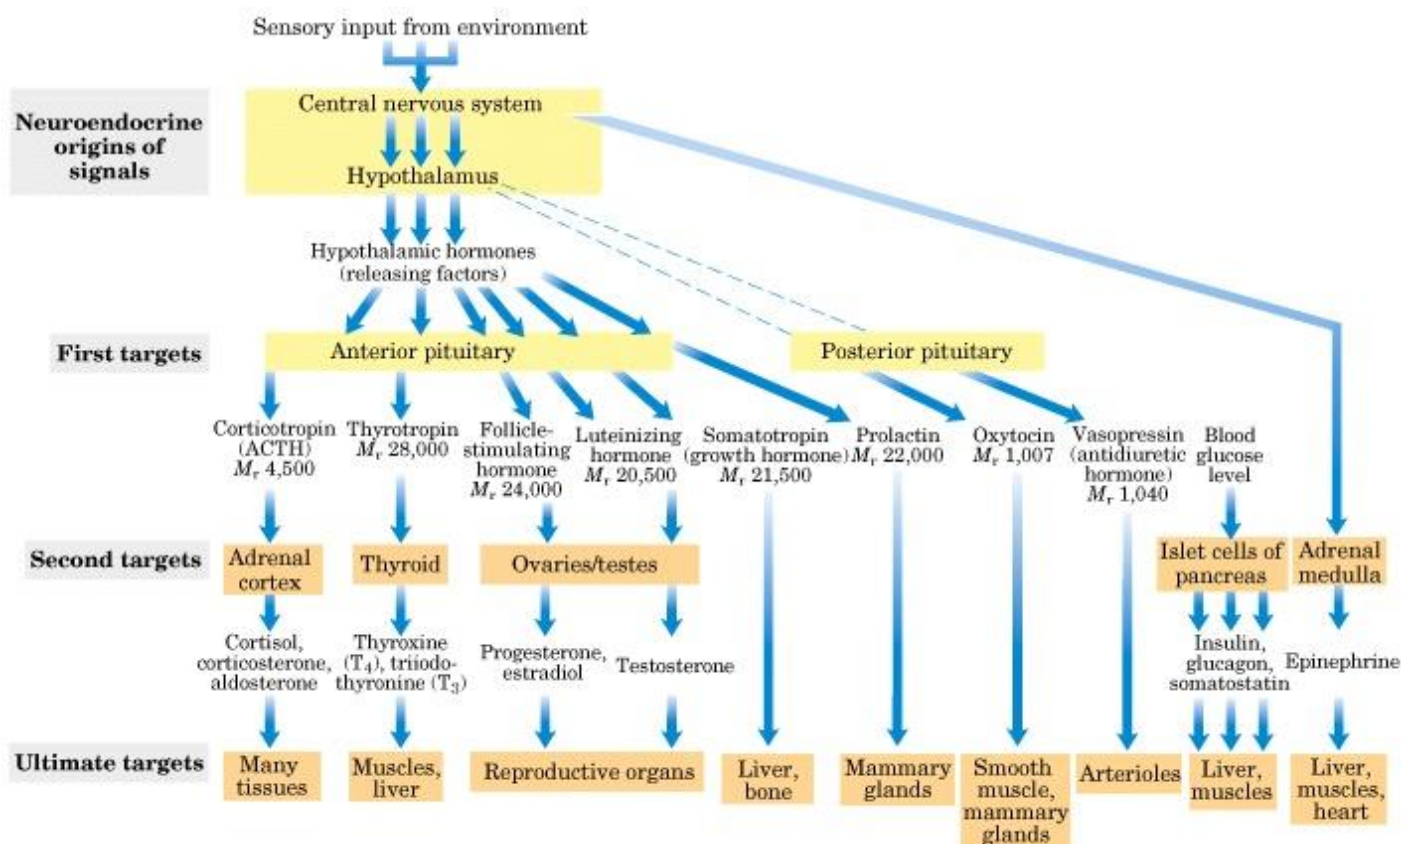 Sensory input from environment
Neuroendocrine
origins of
signals
Central nervous system
Hypothalamus
Hypothalamic hormones
(releasing factors)
First targets
Anterior pituitary
Posterior pituitary
Corticotropin
(ACTH)
Mr 4,500
Thyrotropin
Mr 28,000
Follicle-
stimulating
hormone
Mr 24,000
Luteinizing
hormone
Mr 20,500
Somatotropin
(growth hormone)
Mr 21,500
Prolactin
Mr 22,000
Oxytocin
Mr 1,007
Vasopressin
(antidiuretic
hormone)
Mr 1,040
Blood
glucose
level
Second targets
Adrenal
cortex
Thyroid
Ovaries/testes
Islet cells of
pancreas
Adrenal
medulla
Cortisol,
corticosterone,
aldosterone
Thyroxine
(T4), triiodo-
thyronine (T3)
Progesterone,
estradiol
Testosterone
Insulin,
glucagon,
somatostatin
Epinephrine
Ultimate targets
Many
tissues
Muscles,
liver
Reproductive organs
Liver,
bone
Mammary
glands
Smooth
muscle,
mammary
glands
Arterioles
Liver,
muscles
Liver,
muscles,
heart